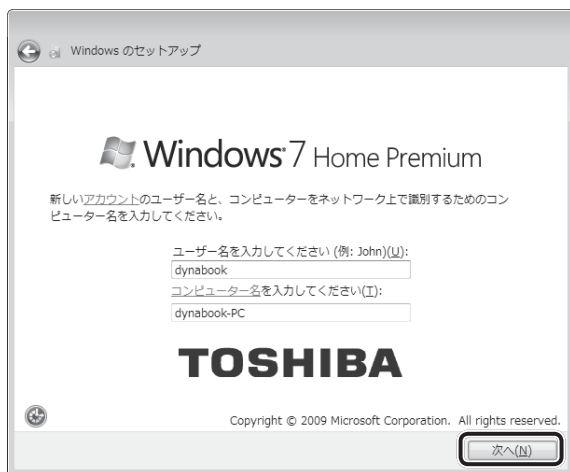 Windows のセットアップ
Windows 7 Home Premium
新しいアカウントのユーザー名と、コンピューターをネットワーク上で識別するためのコン
ピューター名を入力してください。
ユーザー名を入力してください (例: John)(U):
dynabook
コンピューター名を入力してください(T):
dynabook-PC
TOSHIBA
Copyright © 2009 Microsoft Corporation. All rights reserved.
次へ(N)